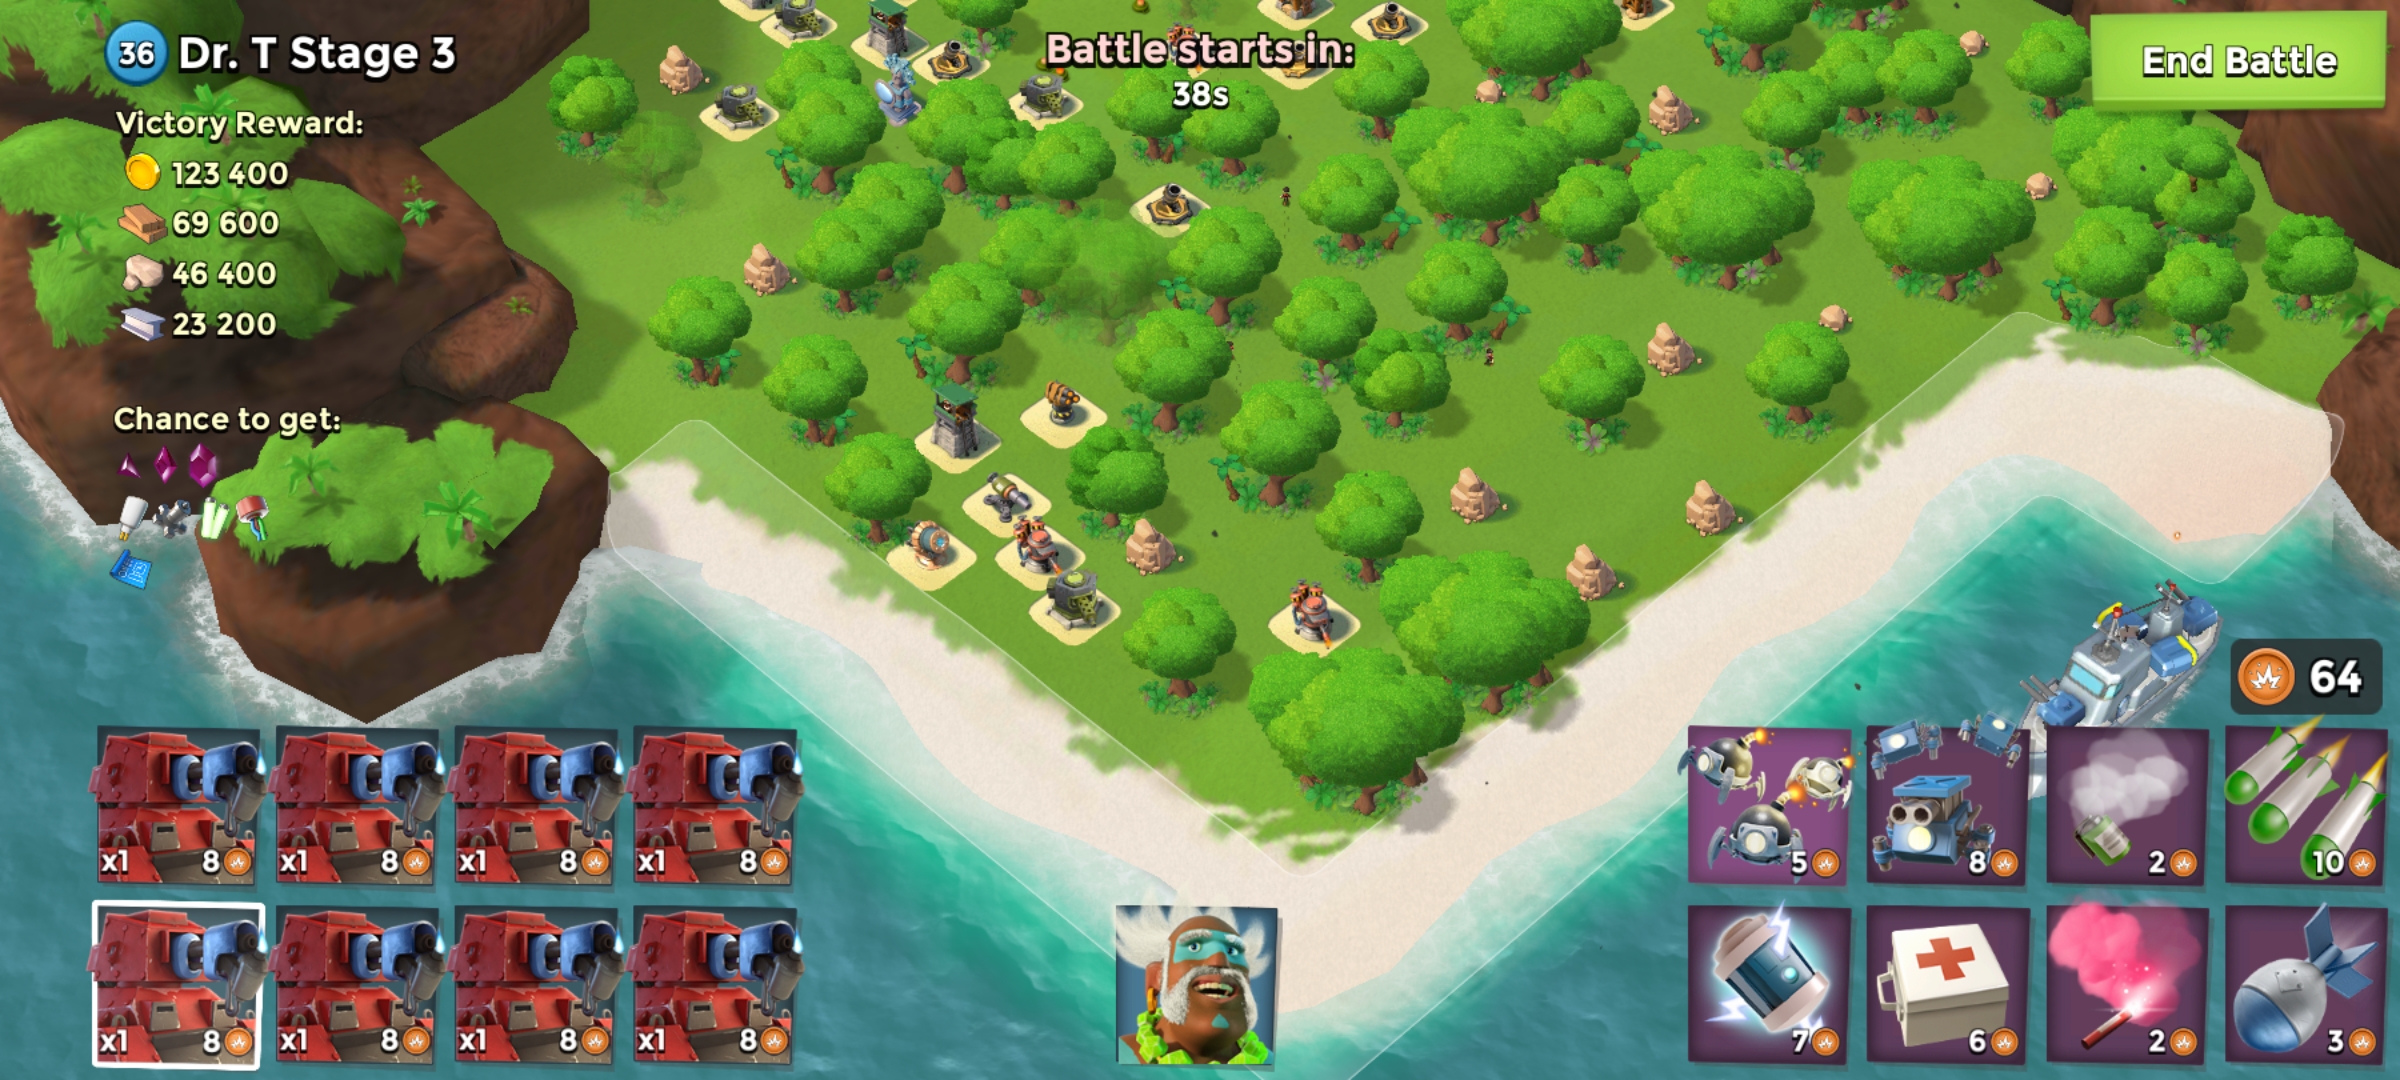 36 Dr. T Stage 3
Battle starts in:
38s
End Battle
Victory Reward:
123 400
69 600
46 400
23 200
Chance to get:
64
x1 8
x1 8
x1 8
x1 8
5
8
2
10
x1 8
x1 8
x1 8
x1 8
7
6
2
3